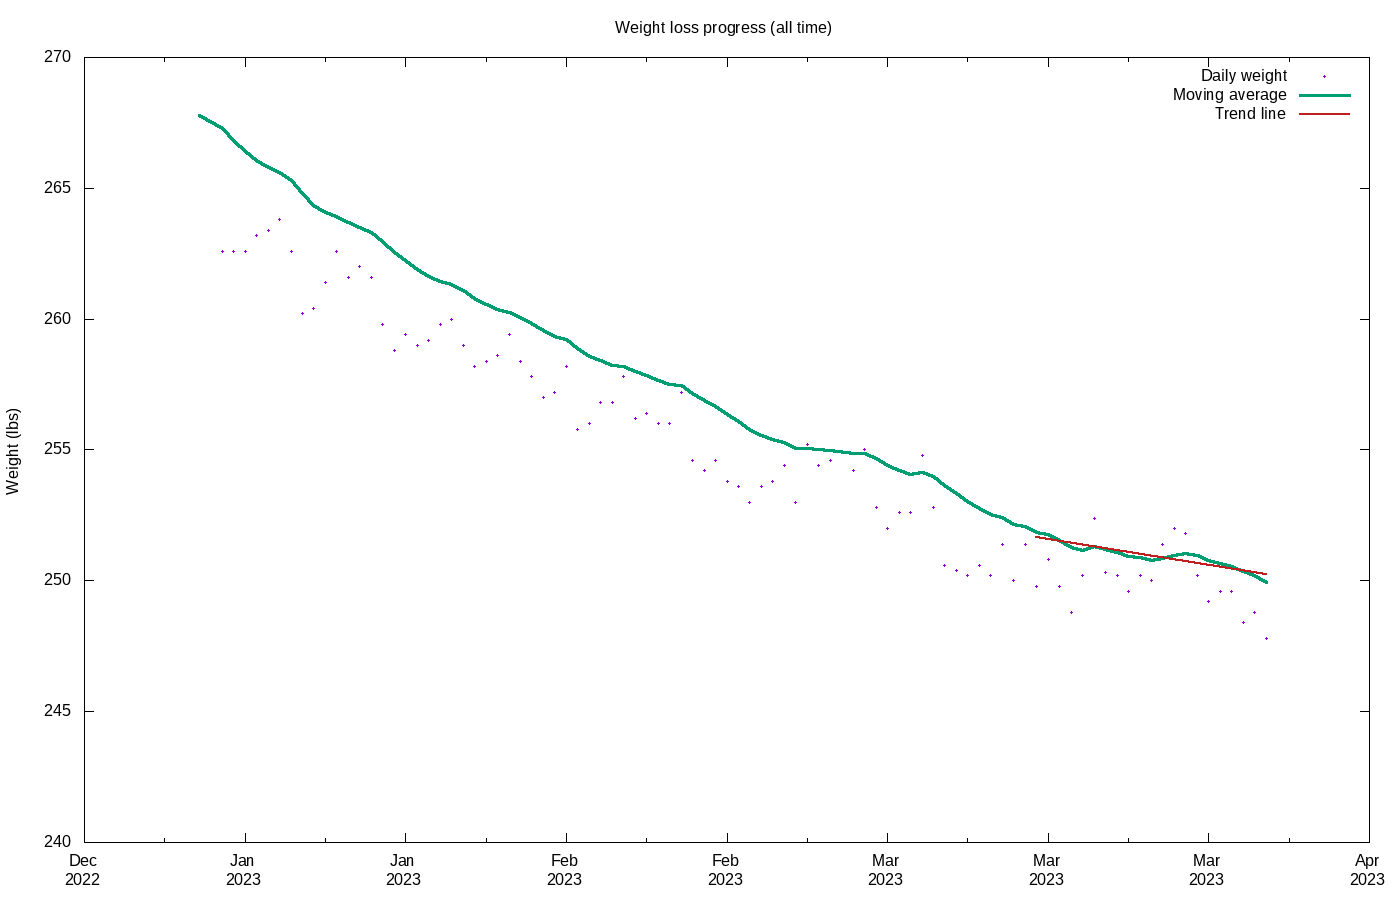 Weight loss progress (all time)
270
265
260
255
250
245
240
Weight (lbs)
Daily weight
Moving average
Trend line
Dec Jan Jan Feb Feb Mar Mar Mar Apr
2022 2023 2023 2023 2023 2023 2023 2023 2023